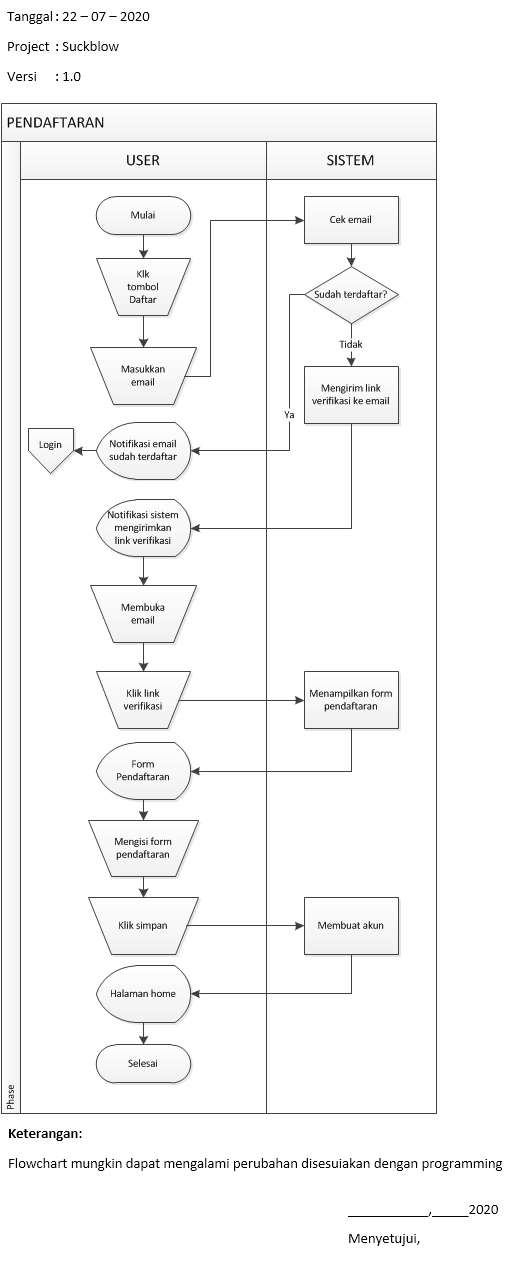 Tanggal : 22 – 07 – 2020
Project : Suckblow
Versi : 1.0
PENDAFTARAN
USER
SISTEM
Mulai
Cek email
Klk
tombol
Daftar
Sudah terdaftar?
Tidak
Masukkan
email
Mengirim link
verifikasi ke email
Ya
Login
Notifikasi email
sudah terdaftar
Notifikasi sistem
mengirimkan
link verifikasi
Membuka
email
Klik link
verifikasi
Menampilkan form
pendaftaran
Form
Pendaftaran
Mengisi form
pendaftaran
Klik simpan
Membuat akun
Halaman home
Selesai
Phase
Keterangan:
Flowchart mungkin dapat mengalami perubahan disesuiakan dengan programming
___________,_____2020
Menyetujui,